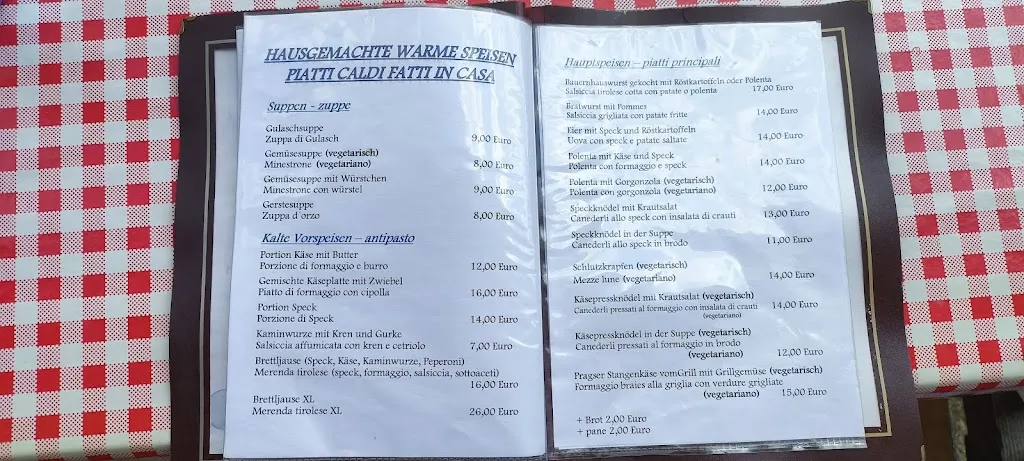 HAUSGEMACHTE WARME SPEISEN
PIATTI CALDI FATTI IN CASA
Suppen - zuppe
Gulaschsuppe
Zuppa di Gulasch 9,00 Euro
Gemüsesuppe (vegetarisch)
Minestrone (vegetariano) 8,00 Euro
Gemüsesuppe mit Würstchen
Minestrone con würstel 9,00 Euro
Gerstesuppe
Zuppa d'orzo 8,00 Euro
Kalte Vorspeisen – antipasto
Portion Käse mit Butter
Porzione di formaggio e burro 12,00 Euro
Gemischte Käseplatte mit Zwiebel
Piatto di formaggio con cipolla 16,00 Euro
Portion Speck
Porzione di Speck 14,00 Euro
Kaminwurze mit Kren und Gurke
Salsiccia affumicata con kren e cetriolo 7,00 Euro
Brettljause (Speck, Käse, Kaminwurze, Peperoni)
Merenda tirolese (speck, formaggio, salsiccia, sottoaceti)
16,00 Euro
Brettljause XL
Merenda tirolese XL 26,00 Euro
Hauptspeisen – piatti principali
Bauernhauswurst gekocht mit Röstkartoffeln oder Polenta
Salsiccia tirolese cotta con patate o polenta 17,00 Euro
Bratwurst mit Pommes
Salsiccia grigliata con patate fritte 14,00 Euro
Eier mit Speck und Röstkartoffeln
Uova con speck e patate saltate 14,00 Euro
Polenta mit Käse und Speck
Polenta con formaggio e speck 14,00 Euro
Polenta mit Gorgonzola (vegetarisch)
Polenta con gorgonzola (vegetariano) 12,00 Euro
Speckknödel mit Krautsalat
Canederli allo speck con insalata di crauti 13,00 Euro
Speckknödel in der Suppe
Canederli allo speck in brodo 11,00 Euro
Schlutzkrapfen (vegetarisch)
Mezze lune (vegetariano) 14,00 Euro
Käsepressknödel mit Krautsalat (vegetarisch)
Canederli pressati al formaggio con insalata di crauti 14,00 Euro
(vegetariano)
Käsepressknödel in der Suppe (vegetarisch)
Canederli pressati al formaggio in brodo
(vegetariano) 12,00 Euro
Pragser Stangenkäse vomGrill mit Grillgemüse (vegetarisch)
Formaggio braies alla griglia con verdure grigliate
(vegetariano) 15,00 Euro
+ Brot 2,00 Euro
+ pane 2,00 Euro